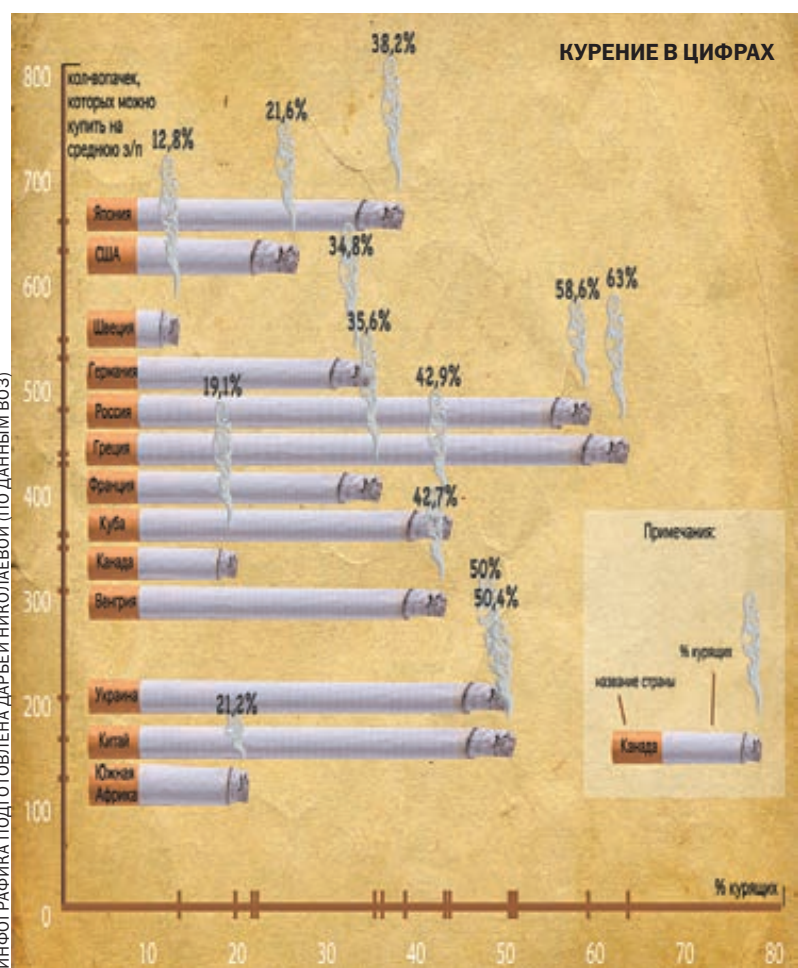 КУРЕНИЕ В ЦИФРАХ
кол-вопачек,
которых можно
купить на
среднюю з/п
800
700
600
500
400
300
200
100
0
12,8%
21,6%
38,2%
34,8%
58,6%
63%
35,6%
19,1%
42,9%
42,7%
50%
50,4%
21,2%
Япония
США
Швеция
Германия
Россия
Греция
Франция
Куба
Канада
Венгрия
Украина
Китай
Южная
Африка
Примечания:
% курящих
название страны
Канада
% курящих
10 20 30 40 50 60 70 80
ИНФОГРАФИКА ПОДГОТОВЛЕНА ДАРЬЕЙ НИКОЛАЕВОЙ (ПО ДАННЫМ ВОЗ)